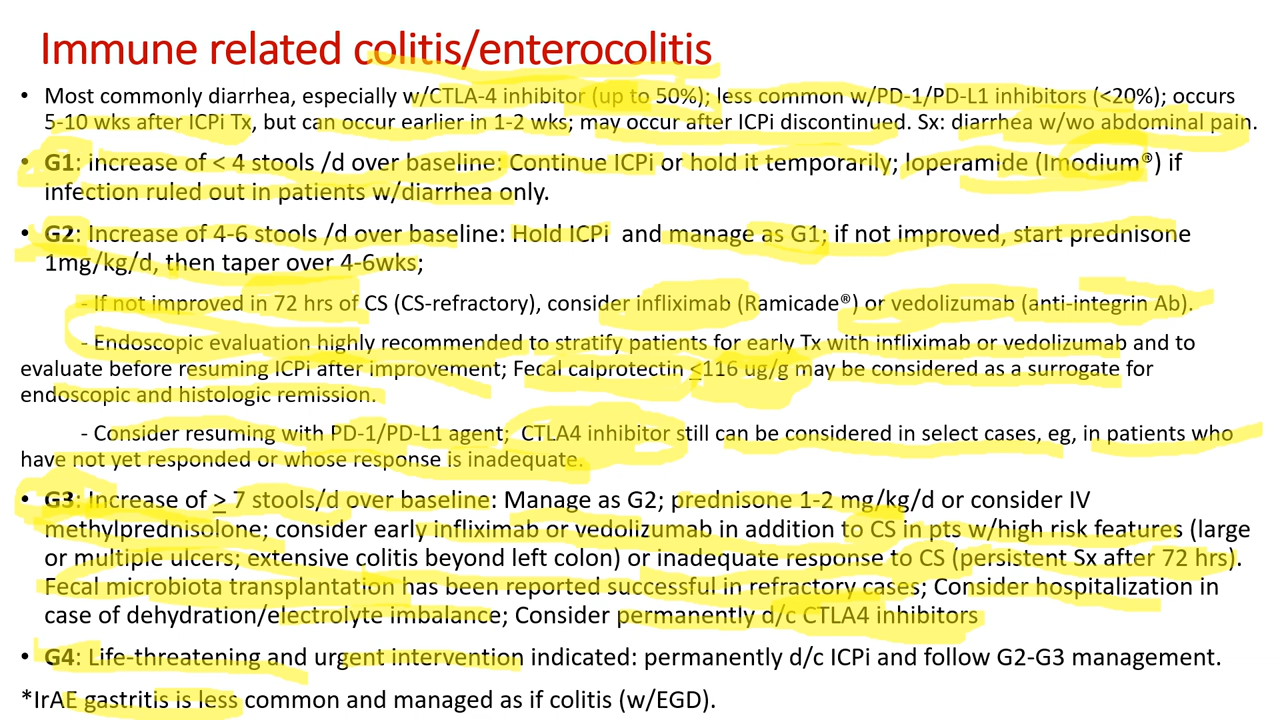 Immune related colitis/enterocolitis
• Most commonly diarrhea, especially w/CTLA-4 inhibitor (up to 50%); less common w/PD-1/PD-L1 inhibitors (<20%); occurs
5-10 wks after ICPi Tx, but can occur earlier in 1-2 wks; may occur after ICPi discontinued. Sx: diarrhea w/wo abdominal pain.
• G1: increase of < 4 stools /d over baseline: Continue ICPi or hold it temporarily; loperamide (Imodium®) if
infection ruled out in patients w/diarrhea only.
• G2: Increase of 4-6 stools /d over baseline: Hold ICPi and manage as G1; if not improved, start prednisone
1mg/kg/d, then taper over 4-6wks;
- If not improved in 72 hrs of CS (CS-refractory), consider infliximab (Ramicade®) or vedolizumab (anti-integrin Ab).
- Endoscopic evaluation highly recommended to stratify patients for early Tx with infliximab or vedolizumab and to
evaluate before resuming ICPi after improvement; Fecal calprotectin ≤116 ug/g may be considered as a surrogate for
endoscopic and histologic remission.
- Consider resuming with PD-1/PD-L1 agent; CTLA4 inhibitor still can be considered in select cases, eg, in patients who
have not yet responded or whose response is inadequate.
• G3: Increase of ≥ 7 stools/d over baseline: Manage as G2; prednisone 1-2 mg/kg/d or consider IV
methylprednisolone; consider early infliximab or vedolizumab in addition to CS in pts w/high risk features (large
or multiple ulcers; extensive colitis beyond left colon) or inadequate response to CS (persistent Sx after 72 hrs).
Fecal microbiota transplantation has been reported successful in refractory cases; Consider hospitalization in
case of dehydration/electrolyte imbalance; Consider permanently d/c CTLA4 inhibitors
• G4: Life-threatening and urgent intervention indicated: permanently d/c ICPi and follow G2-G3 management.
*IrAE gastritis is less common and managed as if colitis (w/EGD).